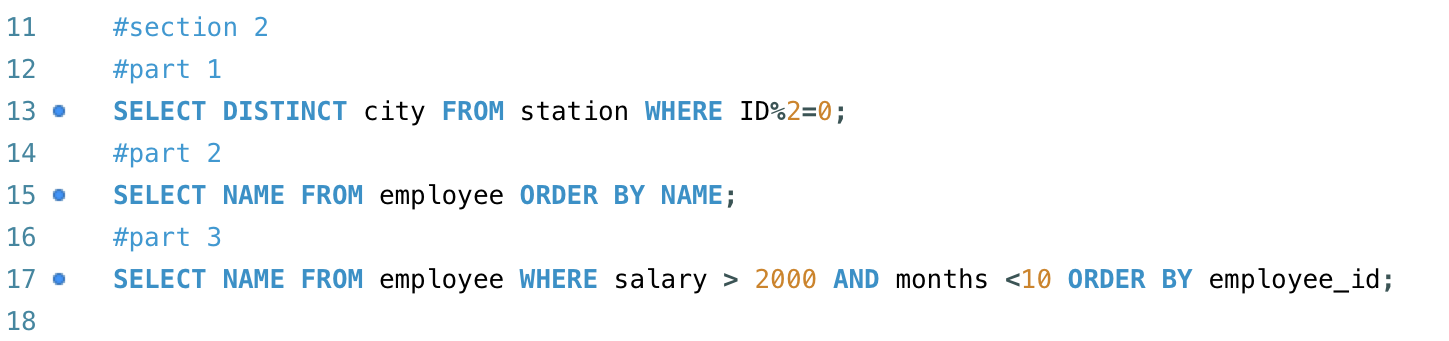 11 #section 2
12 #part 1
13 SELECT DISTINCT city FROM station WHERE ID%2=0;
14 #part 2
15 SELECT NAME FROM employee ORDER BY NAME;
16 #part 3
17 SELECT NAME FROM employee WHERE salary > 2000 AND months <10 ORDER BY employee_id;
18